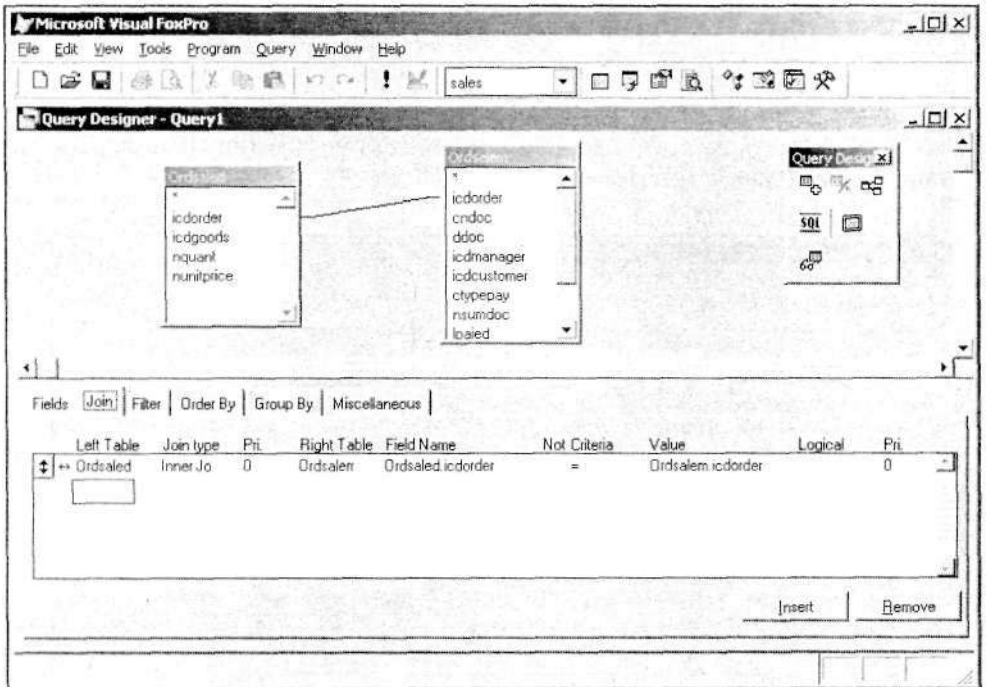 Microsoft Visual FoxPro
File Edit View Tools Program Query Window Help
sales
Query Designer - Query1
Ordsalem
Query Desig
*
icdorder
icdgoods
nquant
nunitprice
*
icdorder
cndoc
ddoc
icdmanager
icdcustomer
ctypepay
nsumdoc
lpaied
SQL
Fields Join Filter Order By Group By Miscellaneous
Left Table Join type Pri. Right Table Field Name Not Criteria Value Logical Pri.
Ordsaled Inner Jo 0 Ordsalem Ordsaled.icdorder = Ordsalem.icdorder 0
Insert Remove